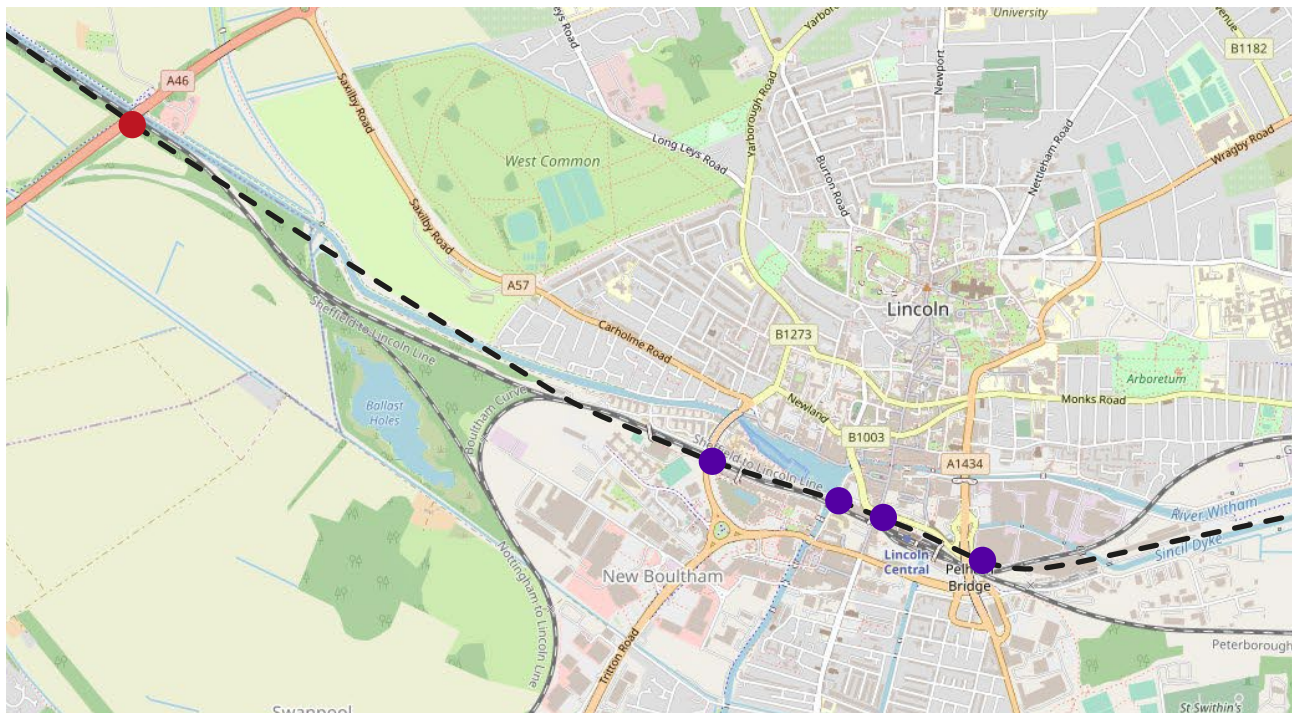 University
Yarborough
Leys Road
enue
B1182
Newport
A46
Saxilby Road
Yarborough Road
Long Leys Road
West Common
Burton Road
Nettleham Road
Wragby Road
Saxilby Road
A57
Lincoln
Sheffield to Lincoln Line
Carholme Road
B1273
Arboretum
Ballast
Holes
Boultham Curve
Newland
Monks Road
B1003
Sheffield to Lincoln Line
A1434
River Witham
Sincil Dyke
Lincoln
Central
Pelh
Bridge
New Boultham
Nottingham to Lincoln Line
Tritton Road
Peterborough
St Swithin's
Swanpool